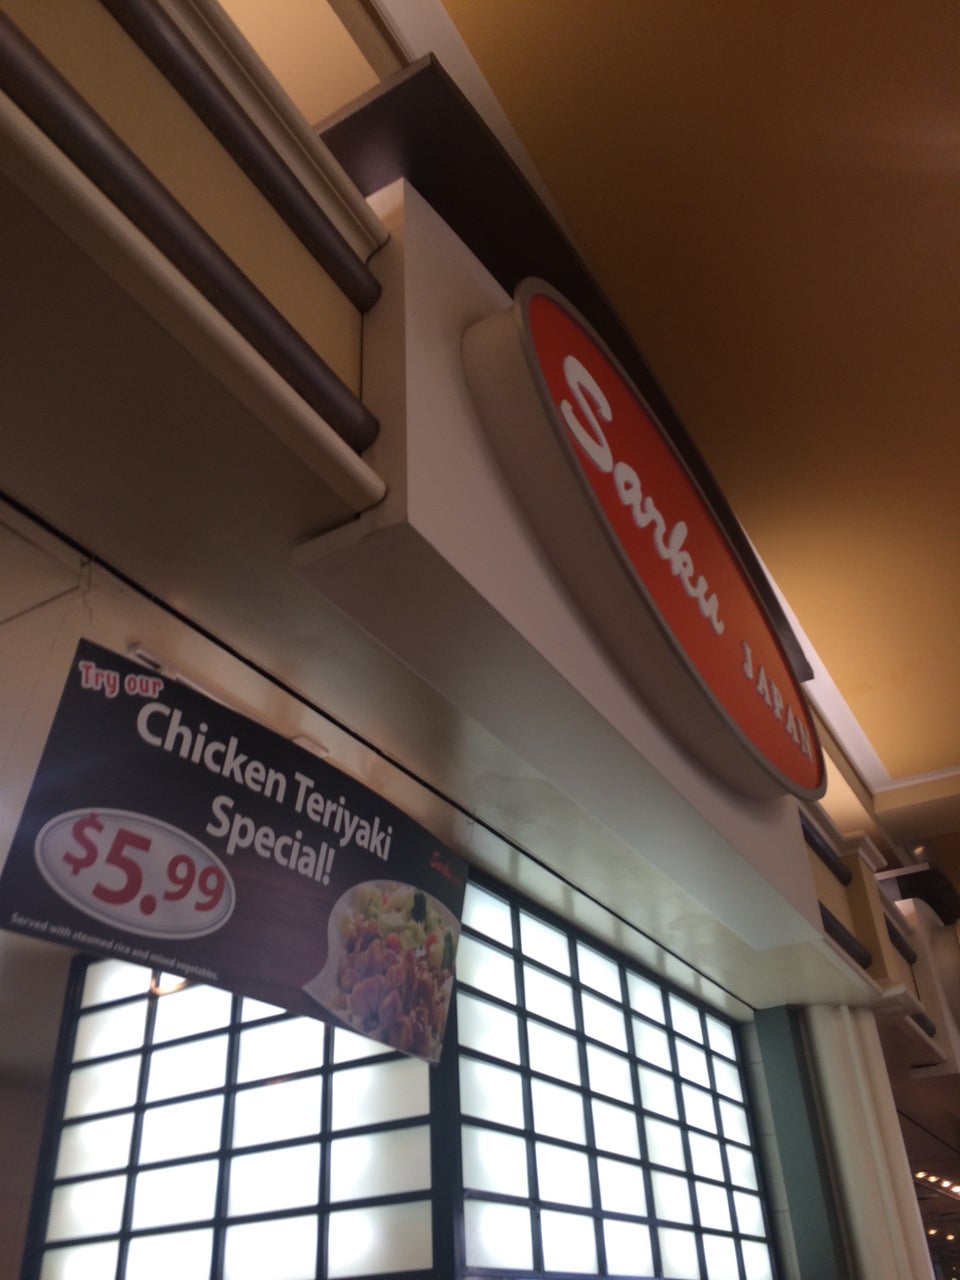 Sarku
JAPAN
Try our
Chicken Teriyaki
Special!
$5.99
Served with steamed rice and mixed vegetables.